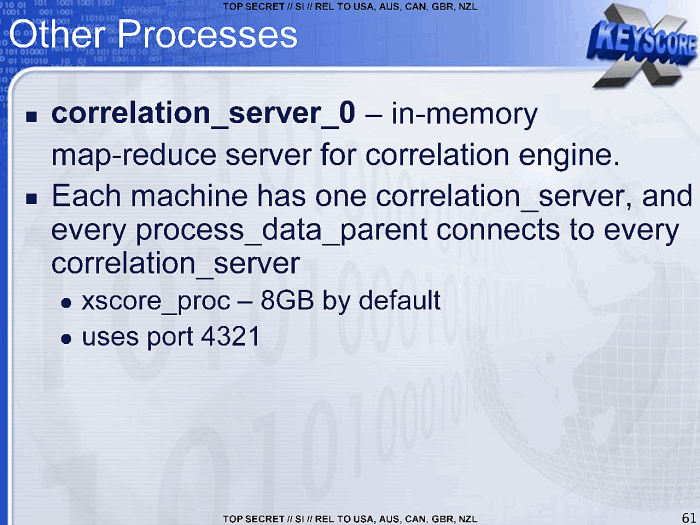 TOP SECRET // SI // REL TO USA, AUS, CAN, GBR, NZL
Other Processes
X KEYSCORE
▪ correlation_server_0 – in-memory
map-reduce server for correlation engine.
▪ Each machine has one correlation_server, and
every process_data_parent connects to every
correlation_server
● xscore_proc – 8GB by default
● uses port 4321
TOP SECRET // SI // REL TO USA, AUS, CAN, GBR, NZL
61